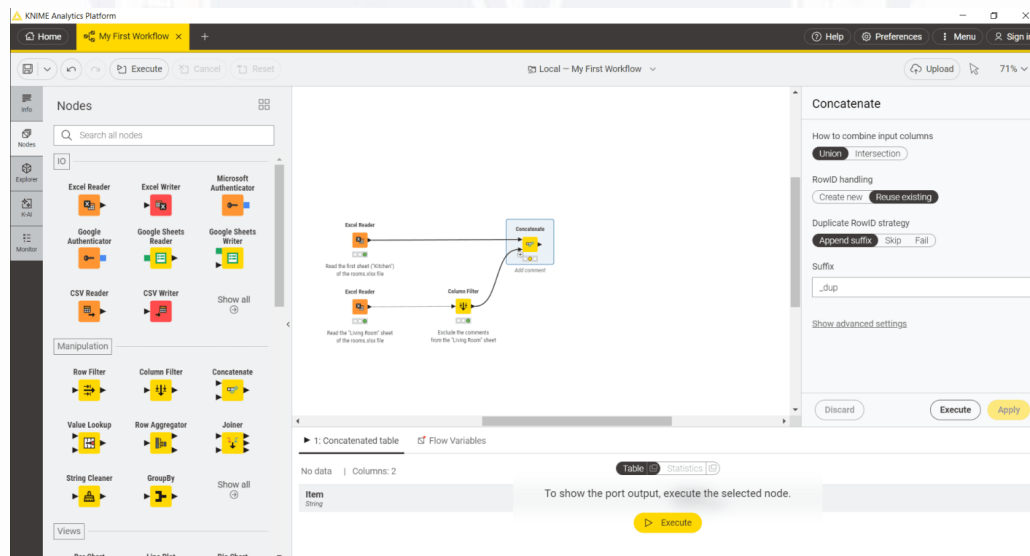 KNIME Analytics Platform
Home
My First Workflow
Help
Preferences
Menu
Sign i
Execute
Cancel
Reset
Local – My First Workflow
Upload
71%
Info
Nodes
Explorer
K-AI
Monitor
Nodes
Search all nodes
IO
Excel Reader
Excel Writer
Microsoft
Authenticator
Google
Authenticator
Google Sheets
Reader
Google Sheets
Writer
CSV Reader
CSV Writer
Show all
Manipulation
Row Filter
Column Filter
Concatenate
Value Lookup
Row Aggregator
Joiner
String Cleaner
GroupBy
Show all
Views
Bar Chart
Line Plot
Pie Chart
Excel Reader
Read the first sheet ("Kitchen")
of the rooms.xlsx file
Concatenate
Add comment
Excel Reader
Read the "Living Room" sheet
of the rooms.xlsx file
Column Filter
Exclude the comments
from the "Living Room" sheet
1: Concatenated table
Flow Variables
No data | Columns: 2
Table
Statistics
Item
String
To show the port output, execute the selected node.
Execute
Concatenate
How to combine input columns
Union
Intersection
RowID handling
Create new
Reuse existing
Duplicate RowID strategy
Append suffix
Skip
Fail
Suffix
_dup
Show advanced settings
Discard
Execute
Apply